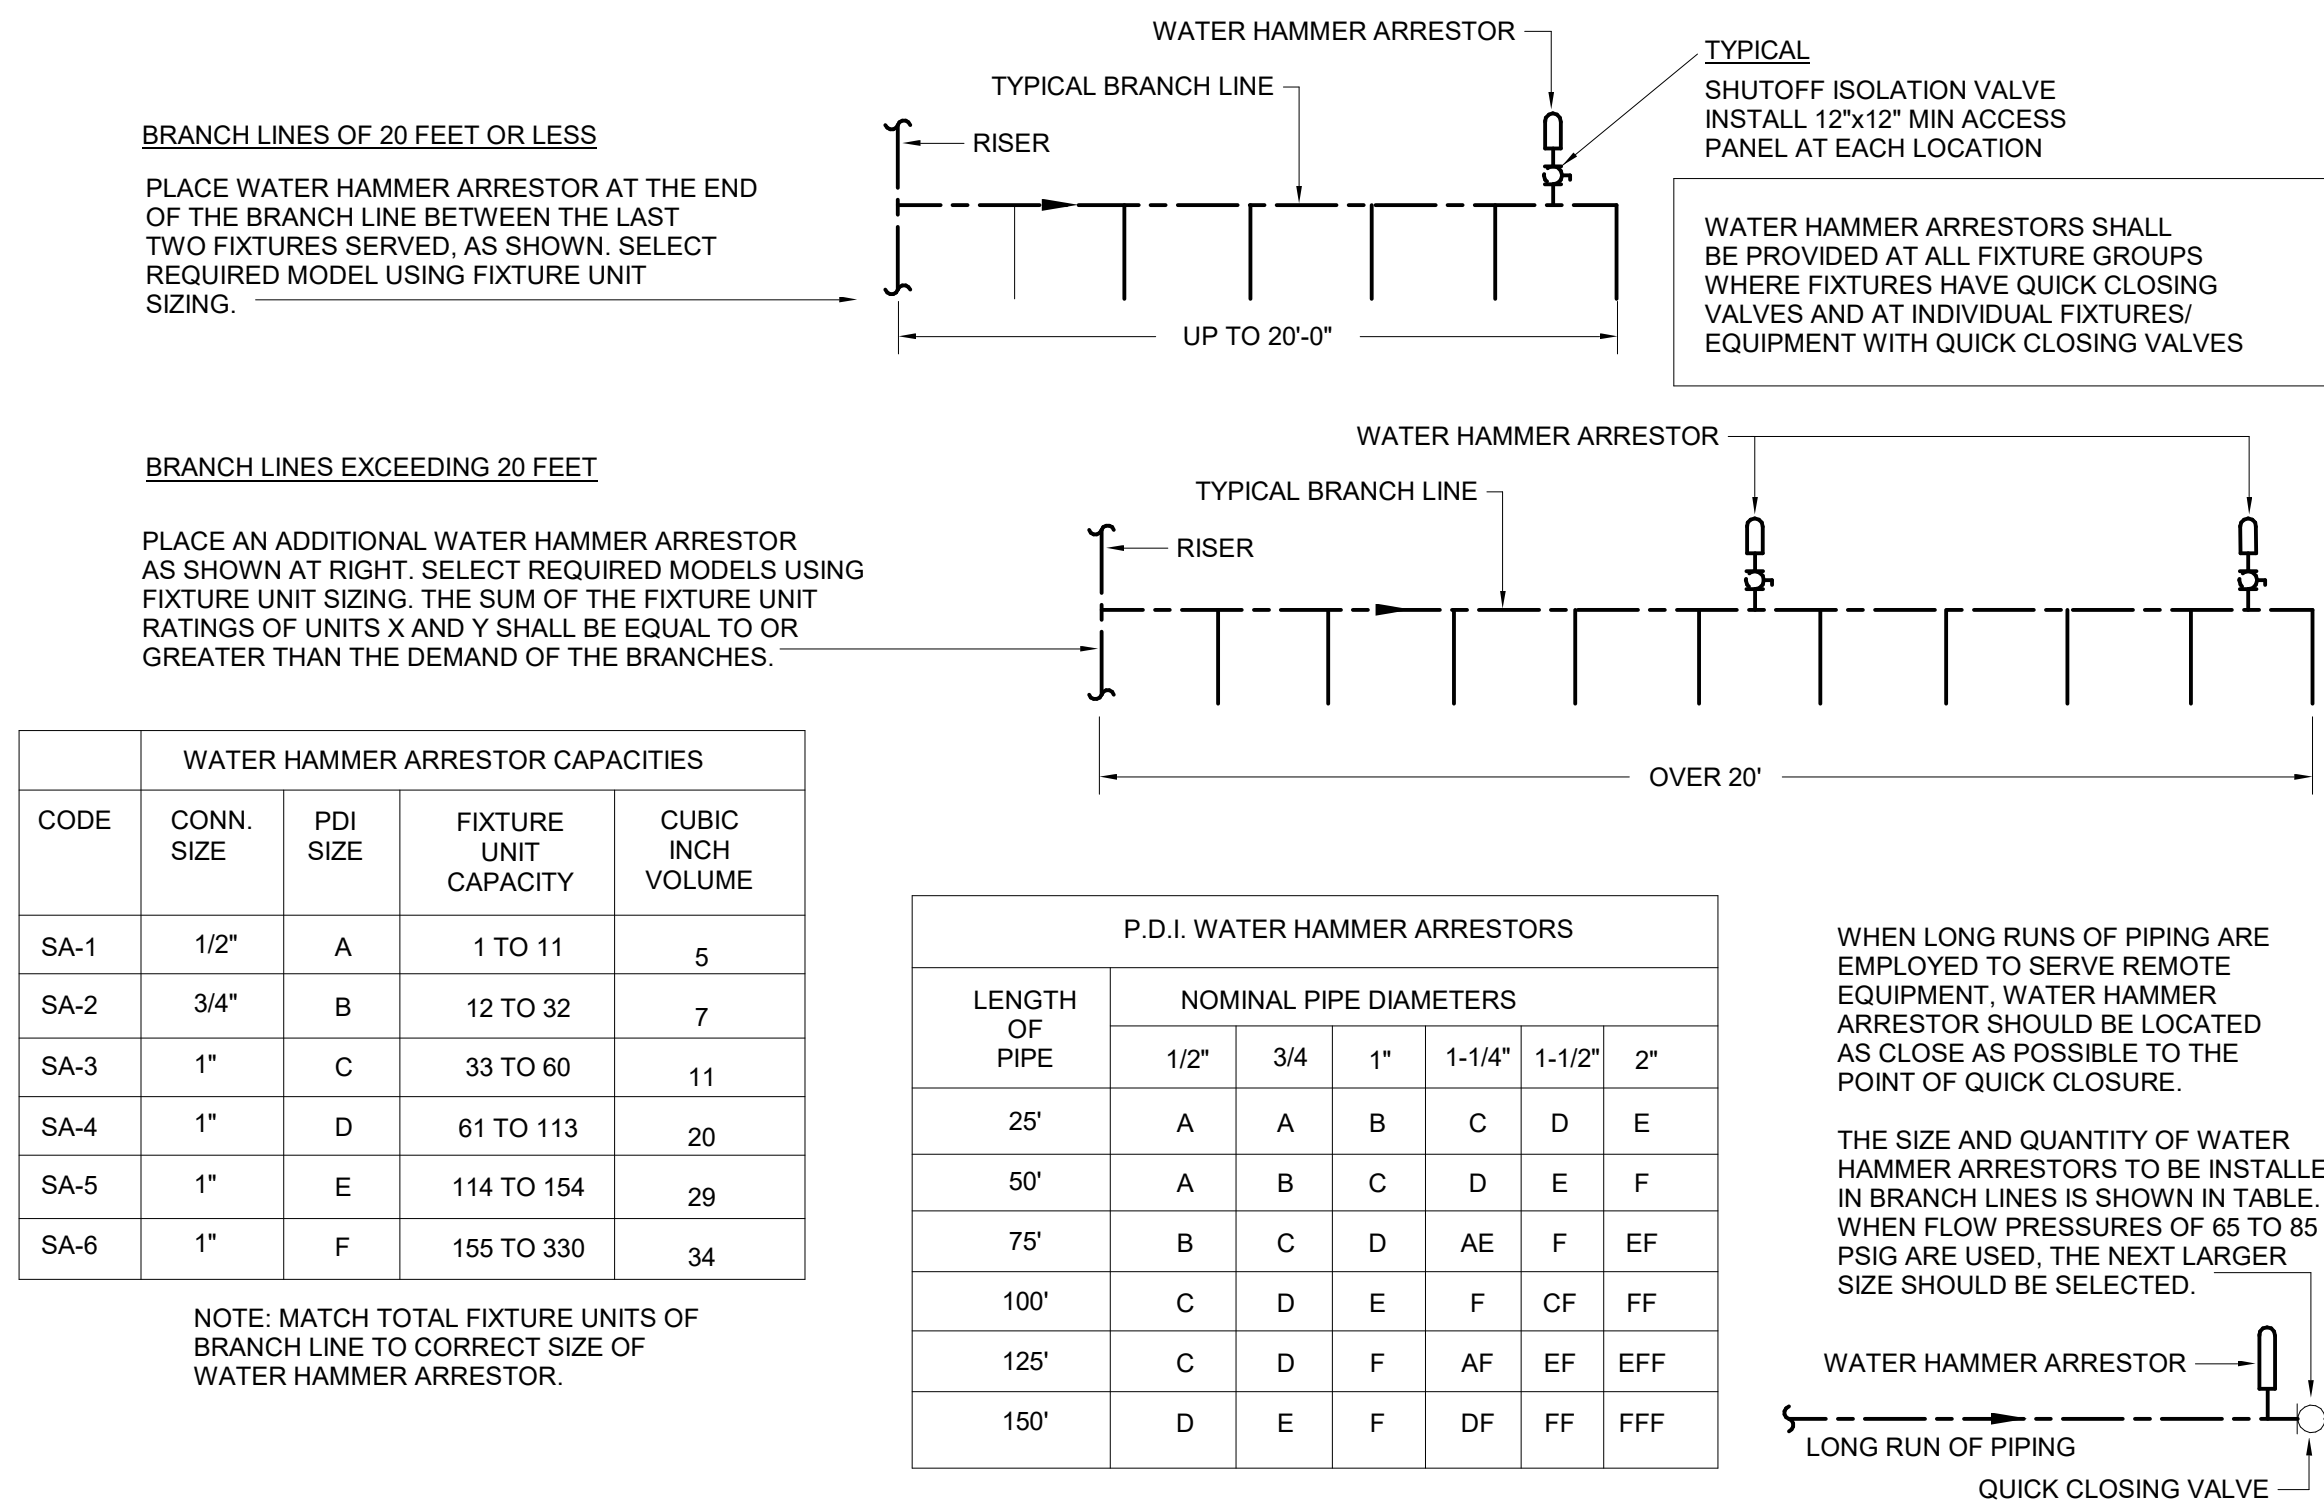 WATER HAMMER ARRESTOR
TYPICAL BRANCH LINE
RISER
TYPICAL
SHUTOFF ISOLATION VALVE
INSTALL 12"x12" MIN ACCESS
PANEL AT EACH LOCATION
BRANCH LINES OF 20 FEET OR LESS
PLACE WATER HAMMER ARRESTOR AT THE END
OF THE BRANCH LINE BETWEEN THE LAST
TWO FIXTURES SERVED, AS SHOWN. SELECT
REQUIRED MODEL USING FIXTURE UNIT
SIZING.
UP TO 20'-0"
WATER HAMMER ARRESTORS SHALL
BE PROVIDED AT ALL FIXTURE GROUPS
WHERE FIXTURES HAVE QUICK CLOSING
VALVES AND AT INDIVIDUAL FIXTURES/
EQUIPMENT WITH QUICK CLOSING VALVES
WATER HAMMER ARRESTOR
TYPICAL BRANCH LINE
RISER
BRANCH LINES EXCEEDING 20 FEET
PLACE AN ADDITIONAL WATER HAMMER ARRESTOR
AS SHOWN AT RIGHT. SELECT REQUIRED MODELS USING
FIXTURE UNIT SIZING. THE SUM OF THE FIXTURE UNIT
RATINGS OF UNITS X AND Y SHALL BE EQUAL TO OR
GREATER THAN THE DEMAND OF THE BRANCHES.
OVER 20'
WATER HAMMER ARRESTOR CAPACITIES
CODE CONN. SIZE PDI SIZE FIXTURE UNIT CAPACITY CUBIC INCH VOLUME
SA-1 1/2" A 1 TO 11 5
SA-2 3/4" B 12 TO 32 7
SA-3 1" C 33 TO 60 11
SA-4 1" D 61 TO 113 20
SA-5 1" E 114 TO 154 29
SA-6 1" F 155 TO 330 34
NOTE: MATCH TOTAL FIXTURE UNITS OF
BRANCH LINE TO CORRECT SIZE OF
WATER HAMMER ARRESTOR.
P.D.I. WATER HAMMER ARRESTORS
LENGTH OF PIPE NOMINAL PIPE DIAMETERS
1/2" 3/4 1" 1-1/4" 1-1/2" 2"
25' A A B C D E
50' A B C D E F
75' B C D AE F EF
100' C D E F CF FF
125' C D F AF EF EFF
150' D E F DF FF FFF
WHEN LONG RUNS OF PIPING ARE
EMPLOYED TO SERVE REMOTE
EQUIPMENT, WATER HAMMER
ARRESTOR SHOULD BE LOCATED
AS CLOSE AS POSSIBLE TO THE
POINT OF QUICK CLOSURE.
THE SIZE AND QUANTITY OF WATER
HAMMER ARRESTORS TO BE INSTALLE
IN BRANCH LINES IS SHOWN IN TABLE.
WHEN FLOW PRESSURES OF 65 TO 85
PSIG ARE USED, THE NEXT LARGER
SIZE SHOULD BE SELECTED.
WATER HAMMER ARRESTOR
LONG RUN OF PIPING
QUICK CLOSING VALVE